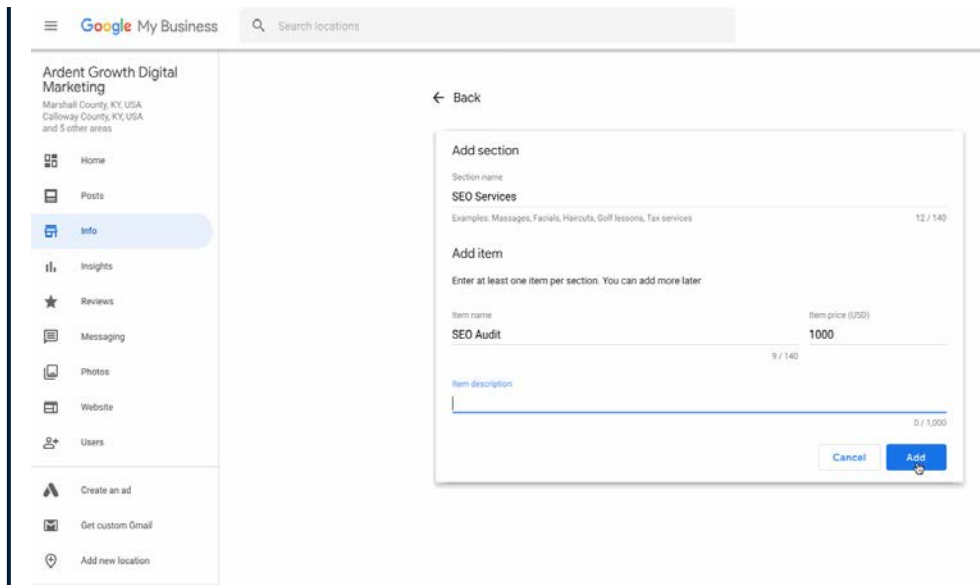 Google My Business
Search locations
Ardent Growth Digital
Marketing
Marshall County, KY, USA
Calloway County, KY, USA
and 5 other areas
Home
Posts
Info
Insights
Reviews
Messaging
Photos
Website
Users
Create an ad
Get custom Gmail
Add new location
Back
Add section
Section name
SEO Services
Examples: Massages, Facials, Haircuts, Golf lessons, Tax services 12 / 140
Add item
Enter at least one item per section. You can add more later
Item name Item price (USD)
SEO Audit 1000
9 / 140
Item description
0 / 1,000
Cancel Add